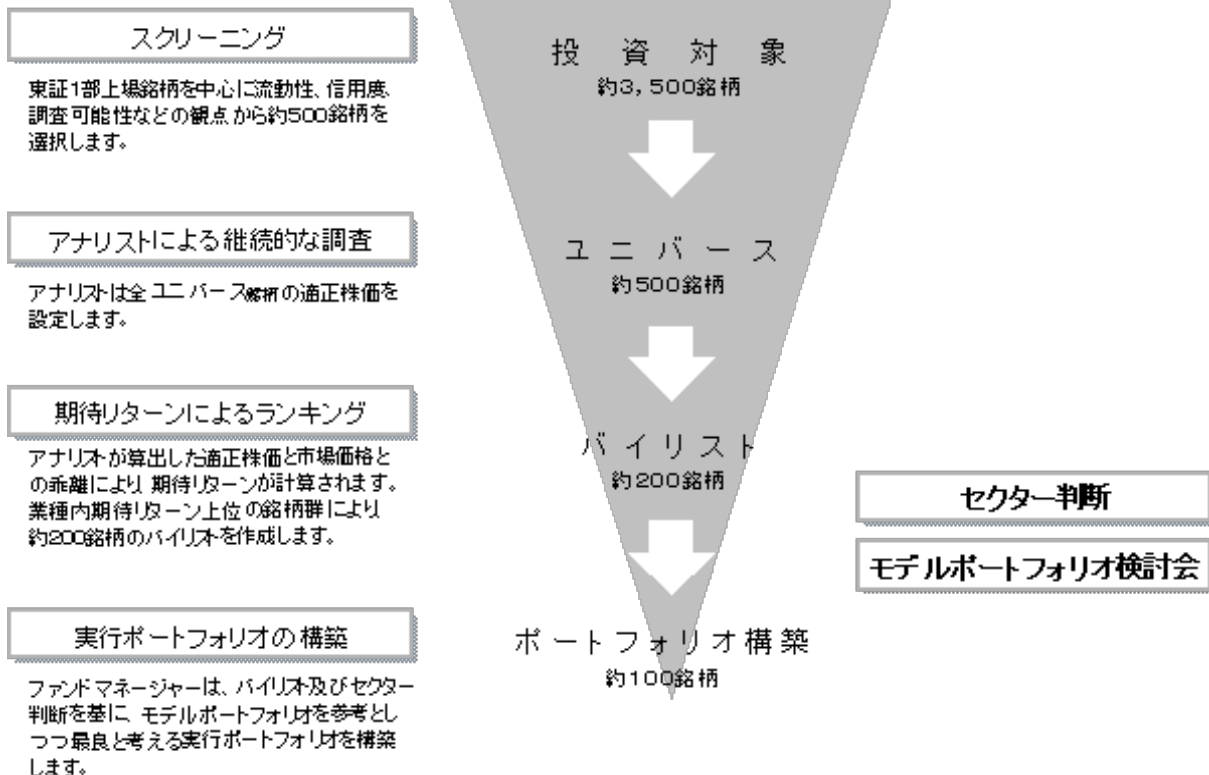 スクリーニング
東証1部上場銘柄を中心に流動性、信用度、
調査可能性などの観点から約500銘柄を
選択します。
アナリストによる継続的な調査
アナリストは全ユニバース銘柄の適正株価を
設定します。
期待リターンによるランキング
アナリストが算出した適正株価と市場価格と
の乖離により期待リターンが計算されます。
業種内期待リターン上位の銘柄群により
約200銘柄のバイリストを作成します。
実行ポートフォリオの構築
ファンドマネージャーは、バイリスト及びセクター
判断を基に、モデルポートフォリオを参考とし
つつ最良と考える実行ポートフォリオを構築
します。
投資対象
約3,500銘柄
ユニバース
約500銘柄
バイリスト
約200銘柄
ポートフォリオ構築
約100銘柄
セクター判断
モデルポートフォリオ検討会